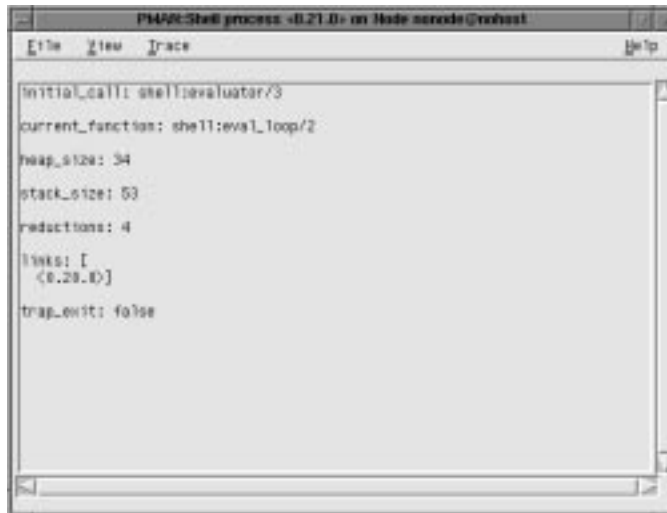 PMAN:Shell process <0.21.0> on Node nonode@nohost
File View Trace Help
initial_call: shell:evaluator/3
current_function: shell:eval_loop/2
heap_size: 34
stack_size: 53
reductions: 4
links: [
<0.20.0>]
trap_exit: false